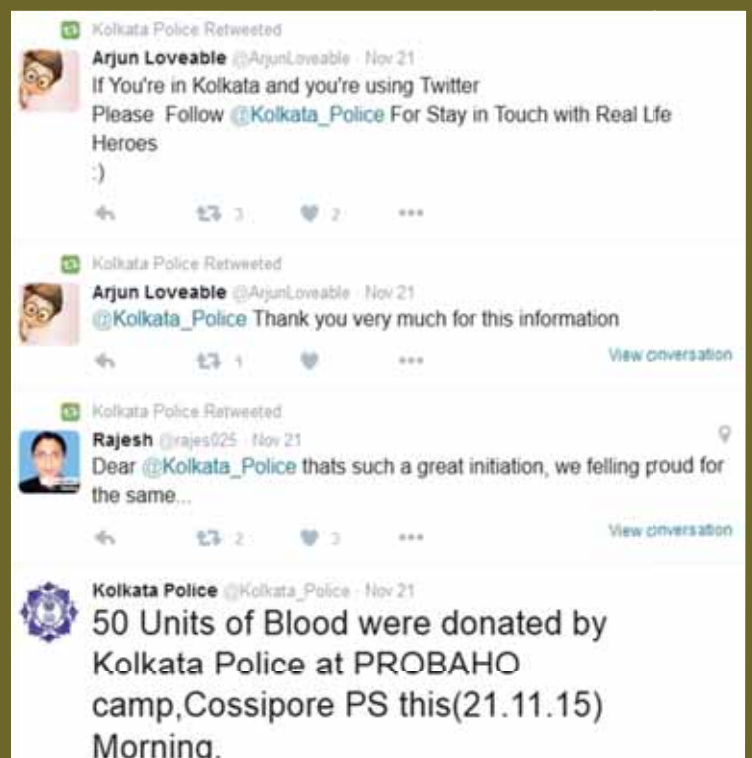 Kolkata Police Retweeted
Arjun Loveable @ArjunLoveable · Nov 21
If You're in Kolkata and you're using Twitter
Please Follow @Kolkata_Police For Stay in Touch with Real Lfe
Heroes
:)
3 2 •••
Kolkata Police Retweeted
Arjun Loveable @ArjunLoveable · Nov 21
@Kolkata_Police Thank you very much for this information
1 •••
View onversation
Kolkata Police Retweeted
Rajesh @rajes025 · Nov 21
Dear @Kolkata_Police thats such a great initiation, we felling proud for
the same...
2 3 •••
View onversation
Kolkata Police @Kolkata_Police · Nov 21
50 Units of Blood were donated by
Kolkata Police at PROBAHO
camp,Cossipore PS this(21.11.15)
Morning.